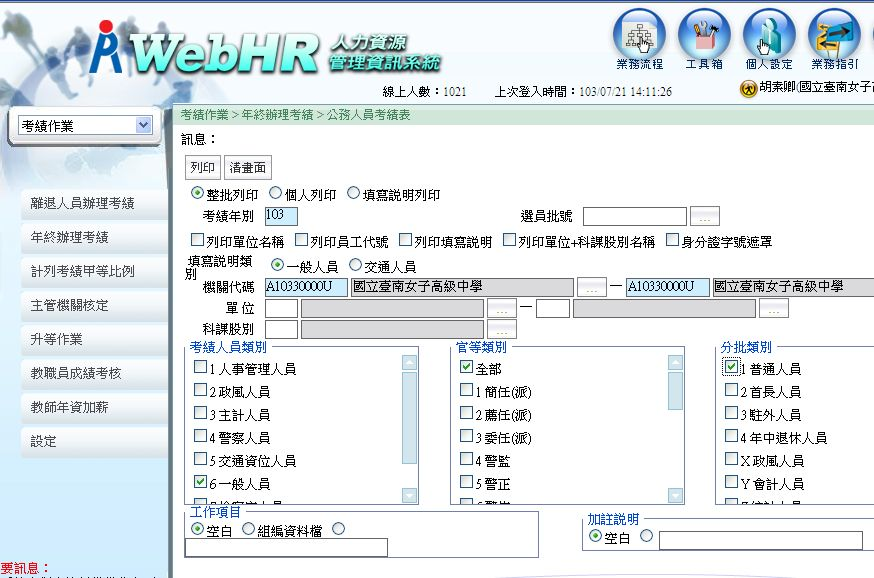 WebHR 人力資源
管理資訊系統
業務流程 工具箱 個人設定 業務指引
線上人數：1021 上次登入時間：103/07/21 14:11:26 胡素卿(國立臺南女子
考績作業
考績作業 > 年終辦理考績 > 公務人員考績表
訊息：
列印 清畫面
整批列印 個人列印 填寫說明列印
考績年別 103 選員批號 ...
列印單位名稱 列印員工代號 列印填寫說明 列印單位+科課股別名稱 身分證字號遮罩
填寫說明類別 一般人員 交通人員
機關代碼 A10330000U 國立臺南女子高級中學 ... — A10330000U 國立臺南女子高級中學
單位 ... — ...
科課股別 ...
離退人員辦理考績
年終辦理考績
計列考績甲等比例
主管機關核定
升等作業
教職員成績考核
教師年資加薪
設定
考績人員類別
1 人事管理人員
2 政風人員
3 主計人員
4 警察人員
5 交通資位人員
6 一般人員
官等類別
全部
1 簡任(派)
2 薦任(派)
3 委任(派)
4 警監
5 警正
分批類別
1 普通人員
2 首長人員
3 駐外人員
4 年中退休人員
X 政風人員
Y 會計人員
工作項目
空白 組編資料檔
加註說明
空白
要訊息：